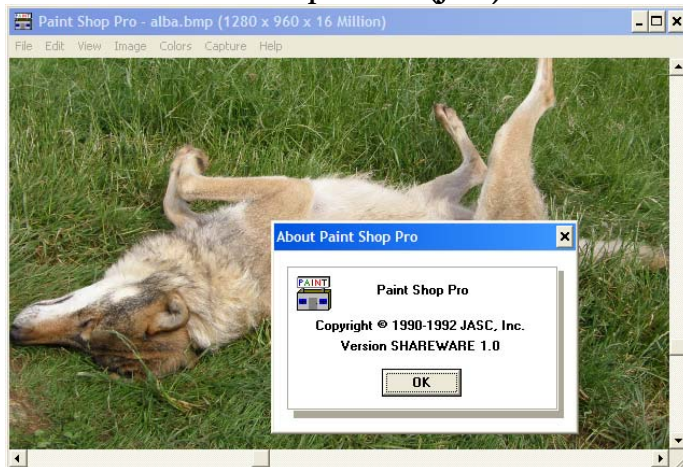 Paint Shop Pro - alba.bmp (1280 x 960 x 16 Million)
File Edit View Image Colors Capture Help
About Paint Shop Pro
PAINT
Paint Shop Pro
Copyright © 1990-1992 JASC, Inc.
Version SHAREWARE 1.0
OK